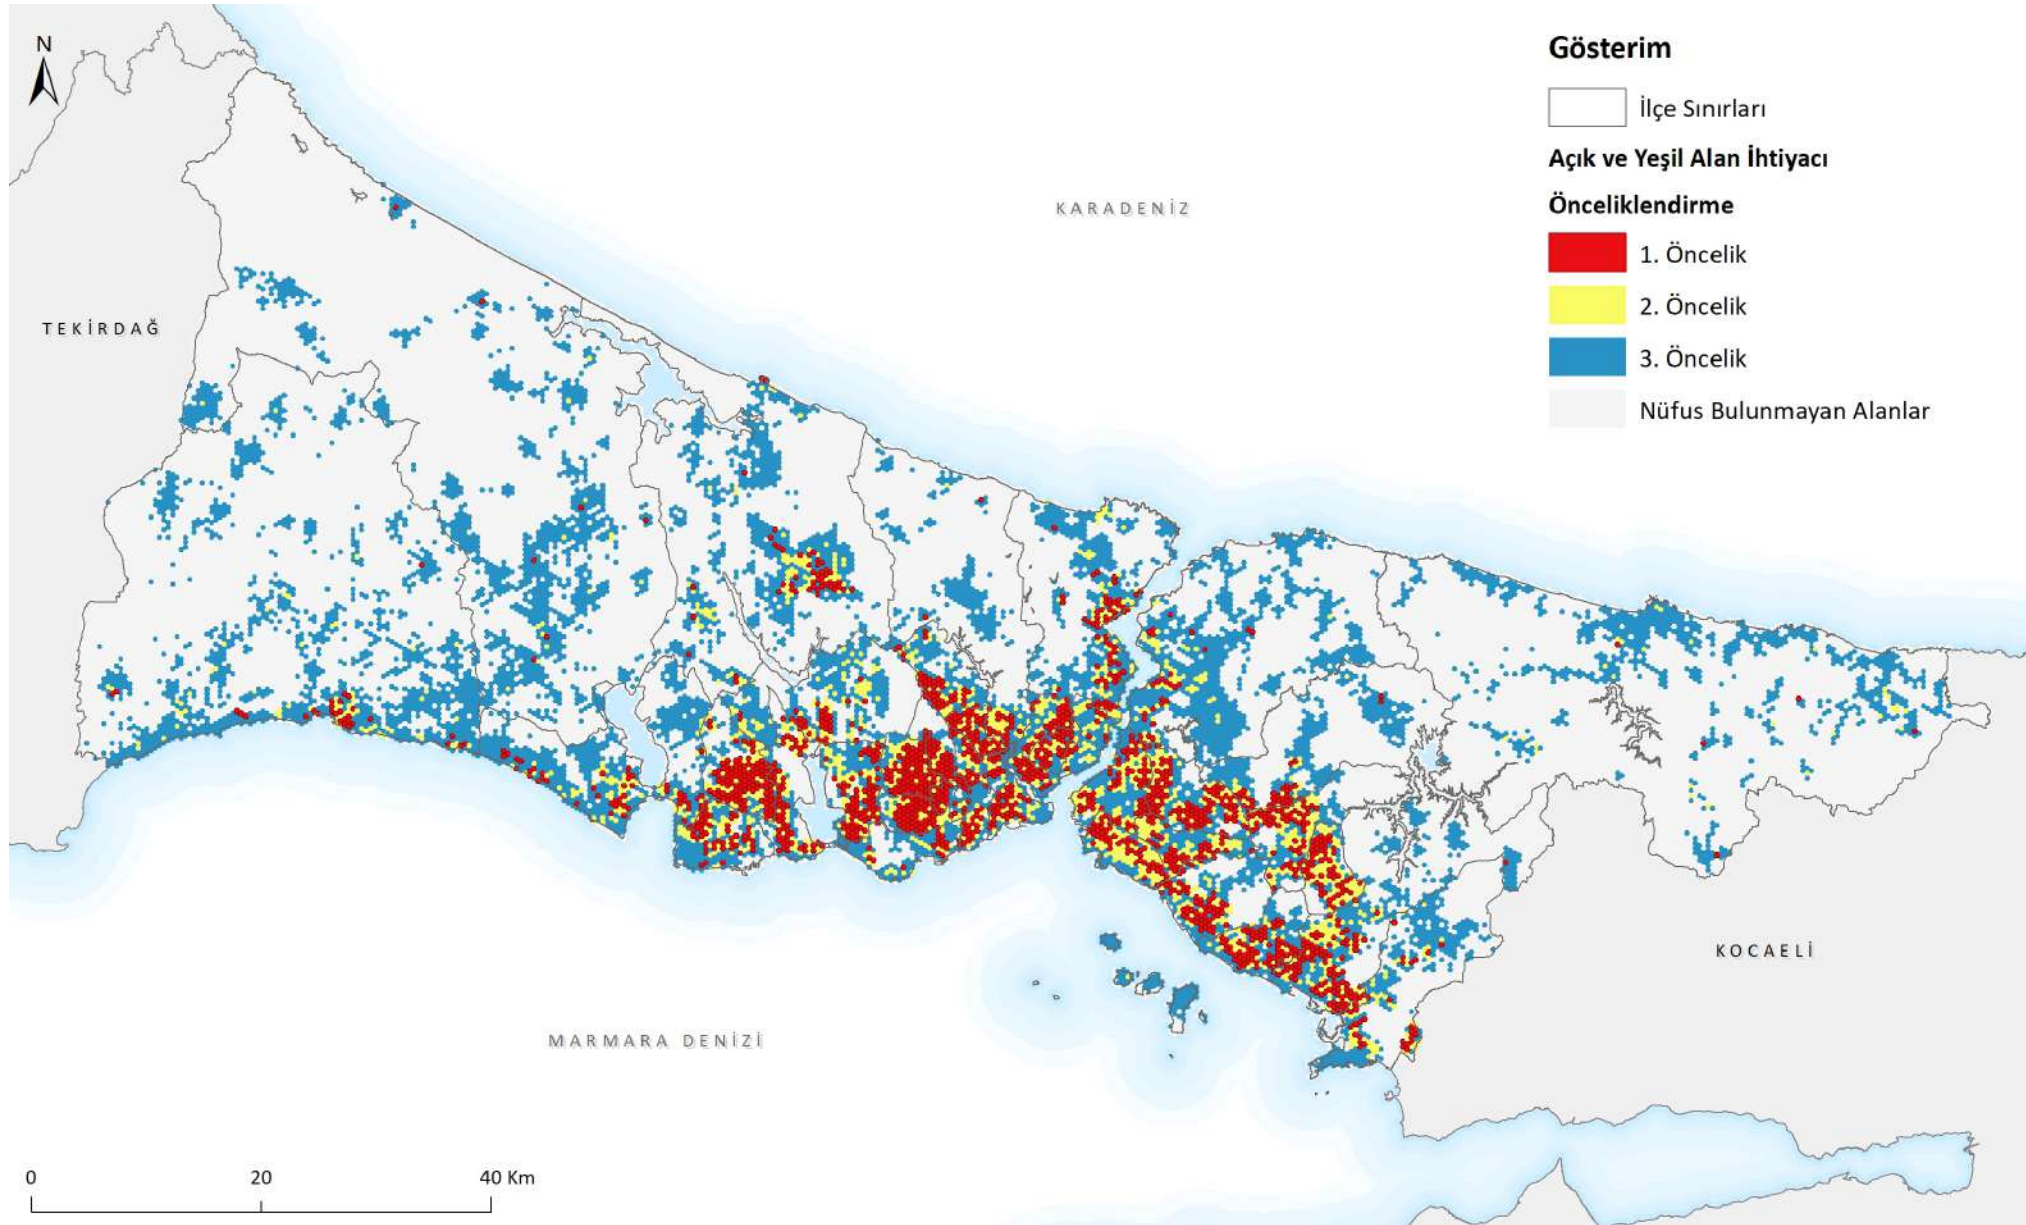 N
Gösterim
İlçe Sınırları
Açık ve Yeşil Alan İhtiyacı
Önceliklendirme
1. Öncelik
2. Öncelik
3. Öncelik
Nüfus Bulunmayan Alanlar
KARADENİZ
TEKİRDAĞ
KOCAELİ
MARMARA DENİZİ
0 20 40 Km